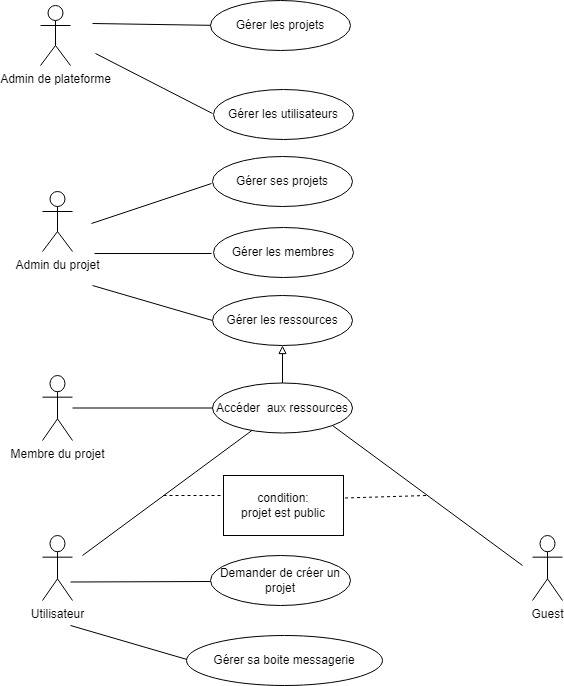 Gérer les projets
Admin de plateforme
Gérer les utilisateurs
Gérer ses projets
Gérer les membres
Admin du projet
Gérer les ressources
Accéder aux ressources
Membre du projet
condition:
projet est public
Demander de créer un
projet
Utilisateur
Guest
Gérer sa boite messagerie